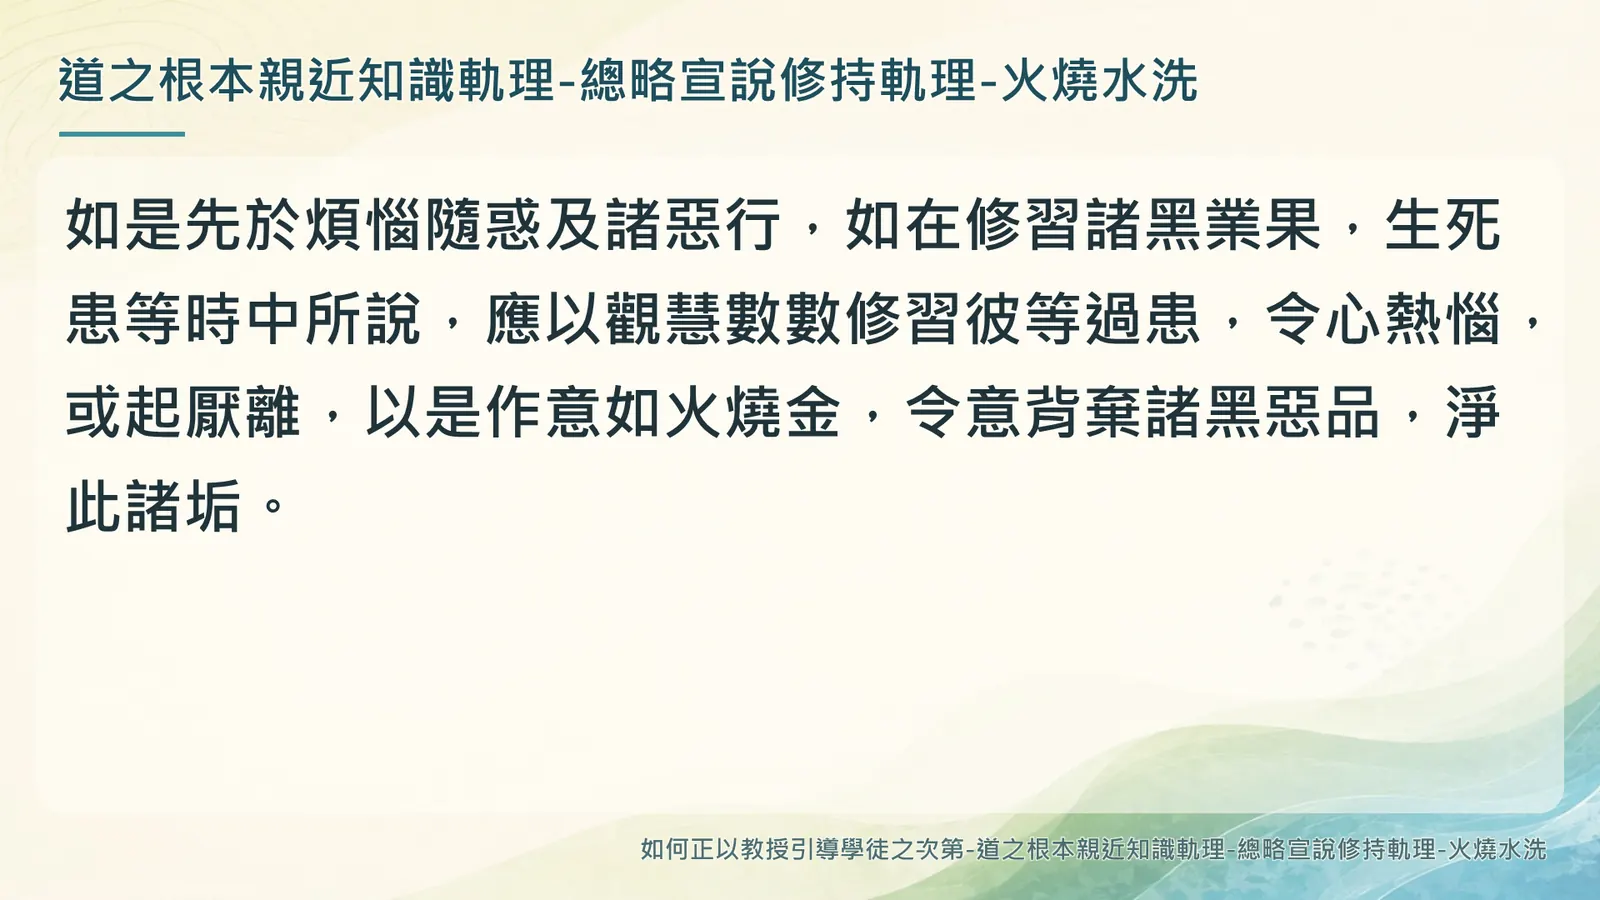 道之根本親近知識軌理-總略宣說修持軌理-火燒水洗
如是先於煩惱隨惑及諸惡行，如在修習諸黑業果，生死
患等時中所說，應以觀慧數數修習彼等過患，令心熱惱，
或起厭離，以是作意如火燒金，令意背棄諸黑惡品，淨
此諸垢。
如何正以教授引導學徒之次第-道之根本親近知識軌理-總略宣說修持軌理-火燒水洗